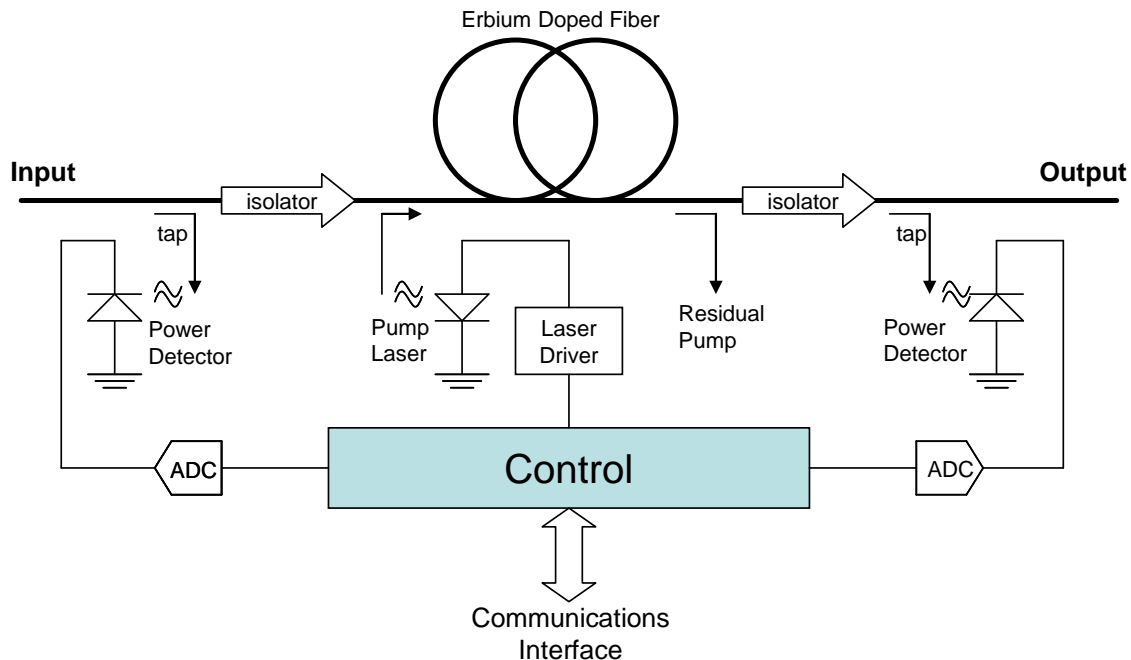 Erbium Doped Fiber
Input
Output
isolator
isolator
tap
tap
Power
Detector
Pump
Laser
Laser
Driver
Residual
Pump
Power
Detector
ADC
Control
ADC
Communications
Interface